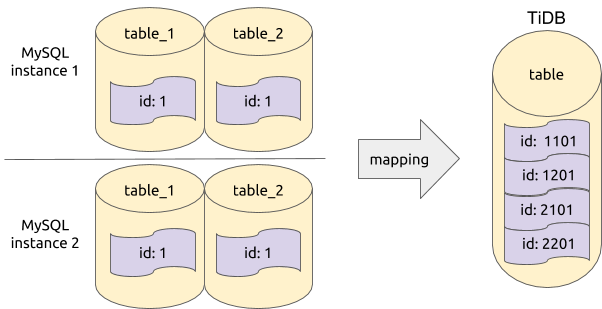 MySQL
instance 1
table_1
table_2
id: 1
id: 1
MySQL
instance 2
table_1
table_2
id: 1
id: 1
mapping
TiDB
table
id: 1101
id: 1201
id: 2101
id: 2201